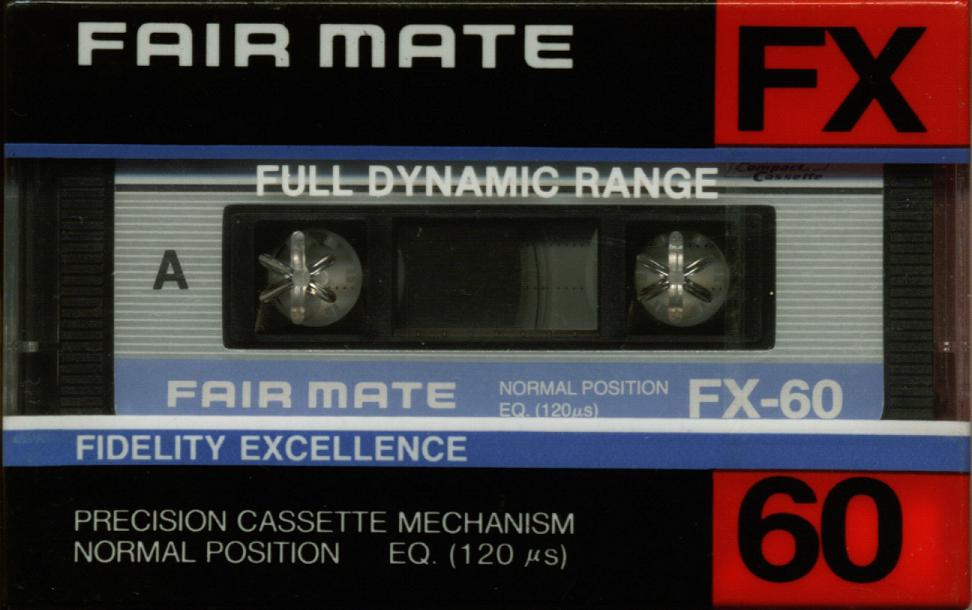 FAIR MATE
FX
FULL DYNAMIC RANGE
Compact
Cassette
A
FAIR MATE
NORMAL POSITION
EQ. (120μs)
FX-60
FIDELITY EXCELLENCE
PRECISION CASSETTE MECHANISM
NORMAL POSITION EQ. (120 μs)
60